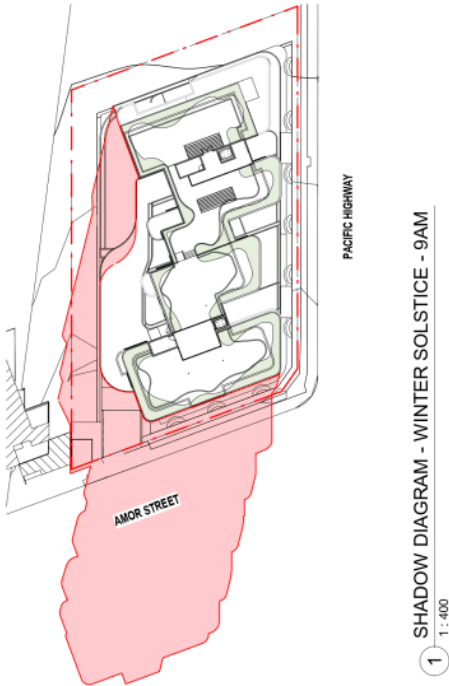 PACIFIC HIGHWAY
AMOR STREET
1
SHADOW DIAGRAM - WINTER SOLSTICE - 9AM
1 : 400